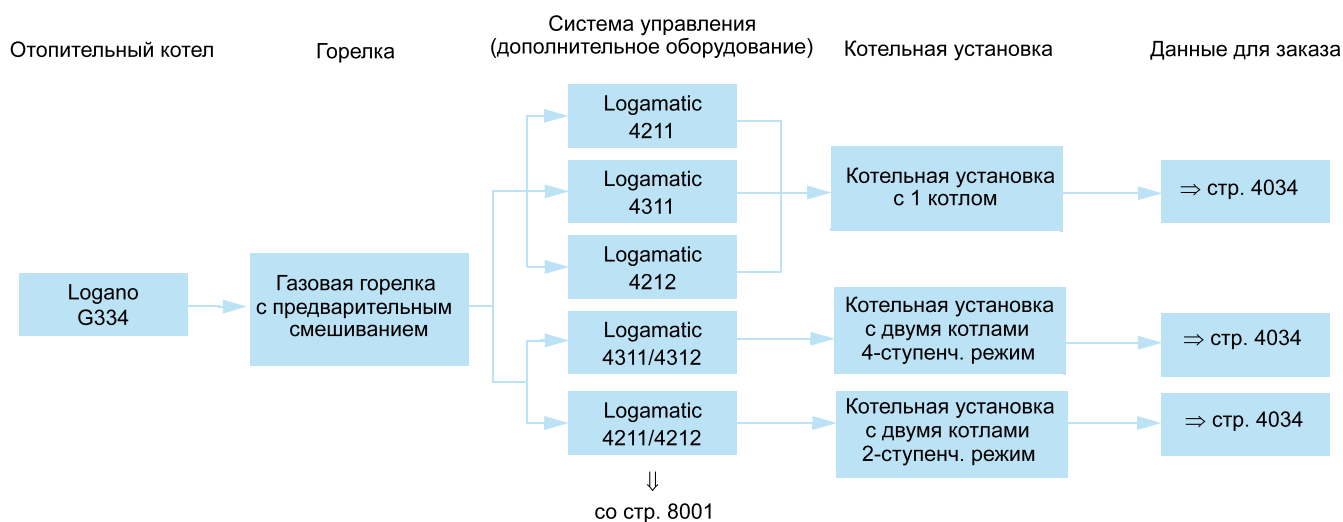 Отопительный котел
Горелка
Система управления
(дополнительное оборудование)
Котельная установка
Данные для заказа
Logano
G334
Газовая горелка
с предварительным
смешиванием
Logamatic
4211
Logamatic
4311
Logamatic
4212
Logamatic
4311/4312
Logamatic
4211/4212
⇓
со стр. 8001
Котельная установка
с 1 котлом
Котельная установка
с двумя котлами
4-ступенч. режим
Котельная установка
с двумя котлами
2-ступенч. режим
⇒ стр. 4034
⇒ стр. 4034
⇒ стр. 4034